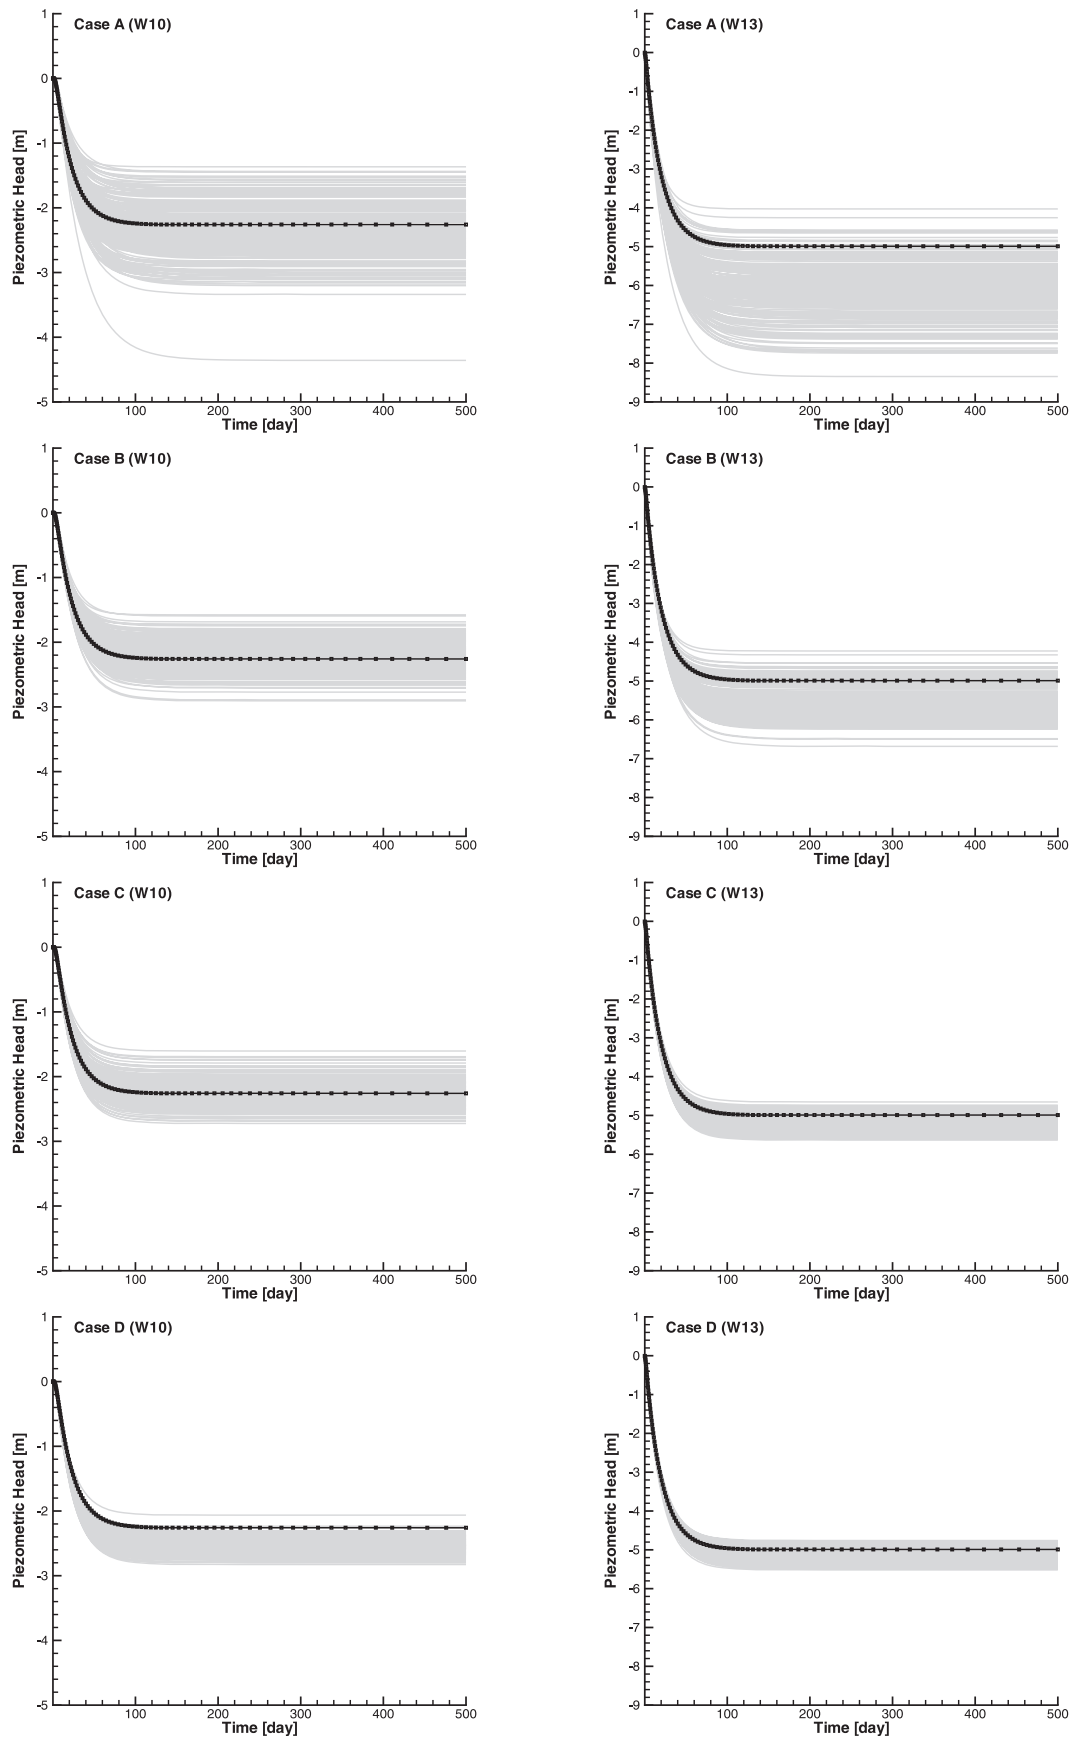 Case A (W10)
Piezometric Head [m]
1
0
-1
-2
-3
-4
-5
100 200 300 400 500
Time [day]
Case A (W13)
Piezometric Head [m]
1
0
-1
-2
-3
-4
-5
-6
-7
-8
-9
100 200 300 400 500
Time [day]
Case B (W10)
Piezometric Head [m]
1
0
-1
-2
-3
-4
-5
100 200 300 400 500
Time [day]
Case B (W13)
Piezometric Head [m]
1
0
-1
-2
-3
-4
-5
-6
-7
-8
-9
100 200 300 400 500
Time [day]
Case C (W10)
Piezometric Head [m]
1
0
-1
-2
-3
-4
-5
100 200 300 400 500
Time [day]
Case C (W13)
Piezometric Head [m]
1
0
-1
-2
-3
-4
-5
-6
-7
-8
-9
100 200 300 400 500
Time [day]
Case D (W10)
Piezometric Head [m]
1
0
-1
-2
-3
-4
-5
100 200 300 400 500
Time [day]
Case D (W13)
Piezometric Head [m]
1
0
-1
-2
-3
-4
-5
-6
-7
-8
-9
100 200 300 400 500
Time [day]